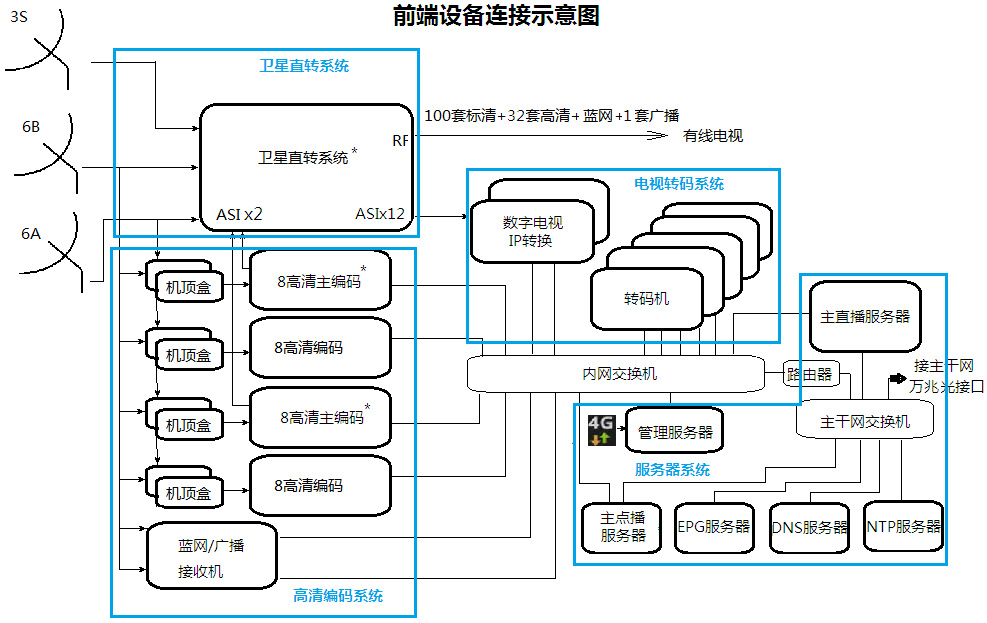 前端设备连接示意图
3S
卫星直转系统
6B
卫星直转系统*
RF
100套标清+32套高清+ 蓝网 +1套广播
有线电视
ASI x2
ASIx12
6A
电视转码系统
数字电视
IP转换
转码机
机顶盒
8高清主编码*
机顶盒
8高清编码
机顶盒
8高清主编码*
机顶盒
8高清编码
蓝网/广播
接收机
高清编码系统
内网交换机
路由器
主直播服务器
接主干网
万兆光接口
主干网交换机
4G
管理服务器
服务器系统
主点播
服务器
EPG服务器
DNS服务器
NTP服务器